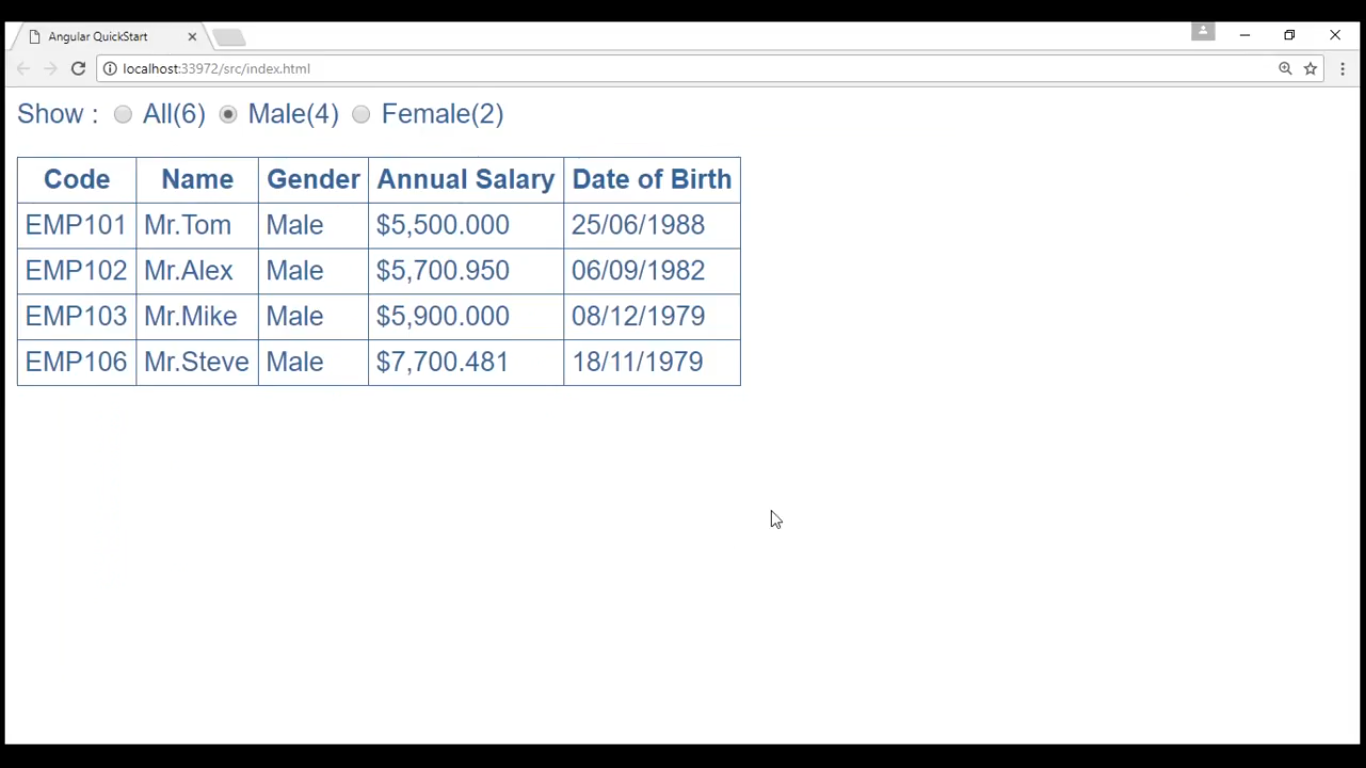 Angular QuickStart
localhost:33972/src/index.html
Show : All(6) Male(4) Female(2)
Code Name Gender Annual Salary Date of Birth
EMP101 Mr.Tom Male $5,500.000 25/06/1988
EMP102 Mr.Alex Male $5,700.950 06/09/1982
EMP103 Mr.Mike Male $5,900.000 08/12/1979
EMP106 Mr.Steve Male $7,700.481 18/11/1979